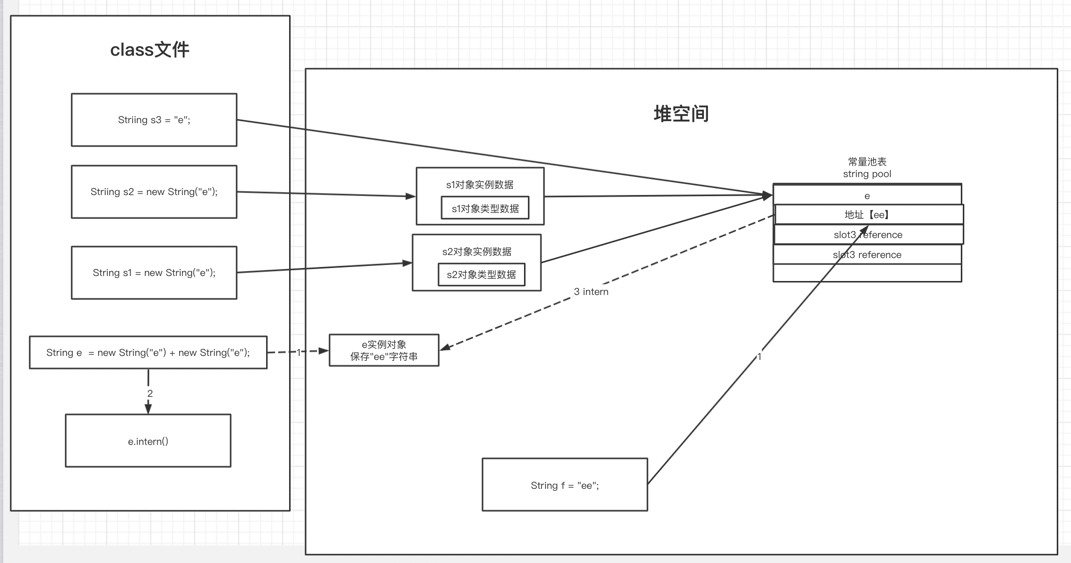 class文件
Striing s3 = "e";
Striing s2 = new String("e");
String s1 = new String("e");
String e = new String("e") + new String("e");
1
2
e.intern()
堆空间
s1对象实例数据
s1对象类型数据
s2对象实例数据
s2对象类型数据
e实例对象
保存"ee"字符串
3 intern
常量池表
string pool
e
地址【ee】
slot3 reference
slot3 reference
1
String f = "ee";